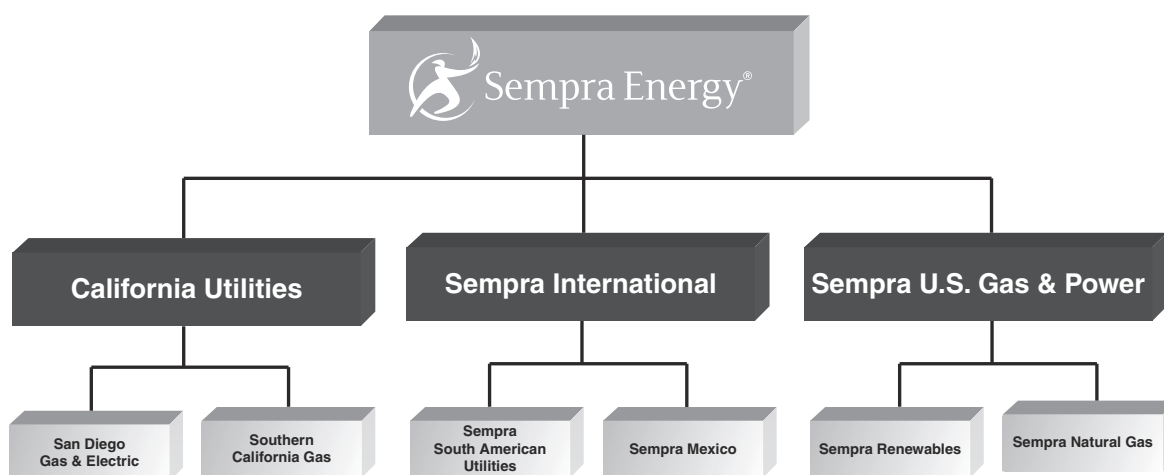 Sempra Energy®
California Utilities
Sempra International
Sempra U.S. Gas & Power
San Diego
Gas & Electric
Southern
California Gas
Sempra
South American
Utilities
Sempra Mexico
Sempra Renewables
Sempra Natural Gas